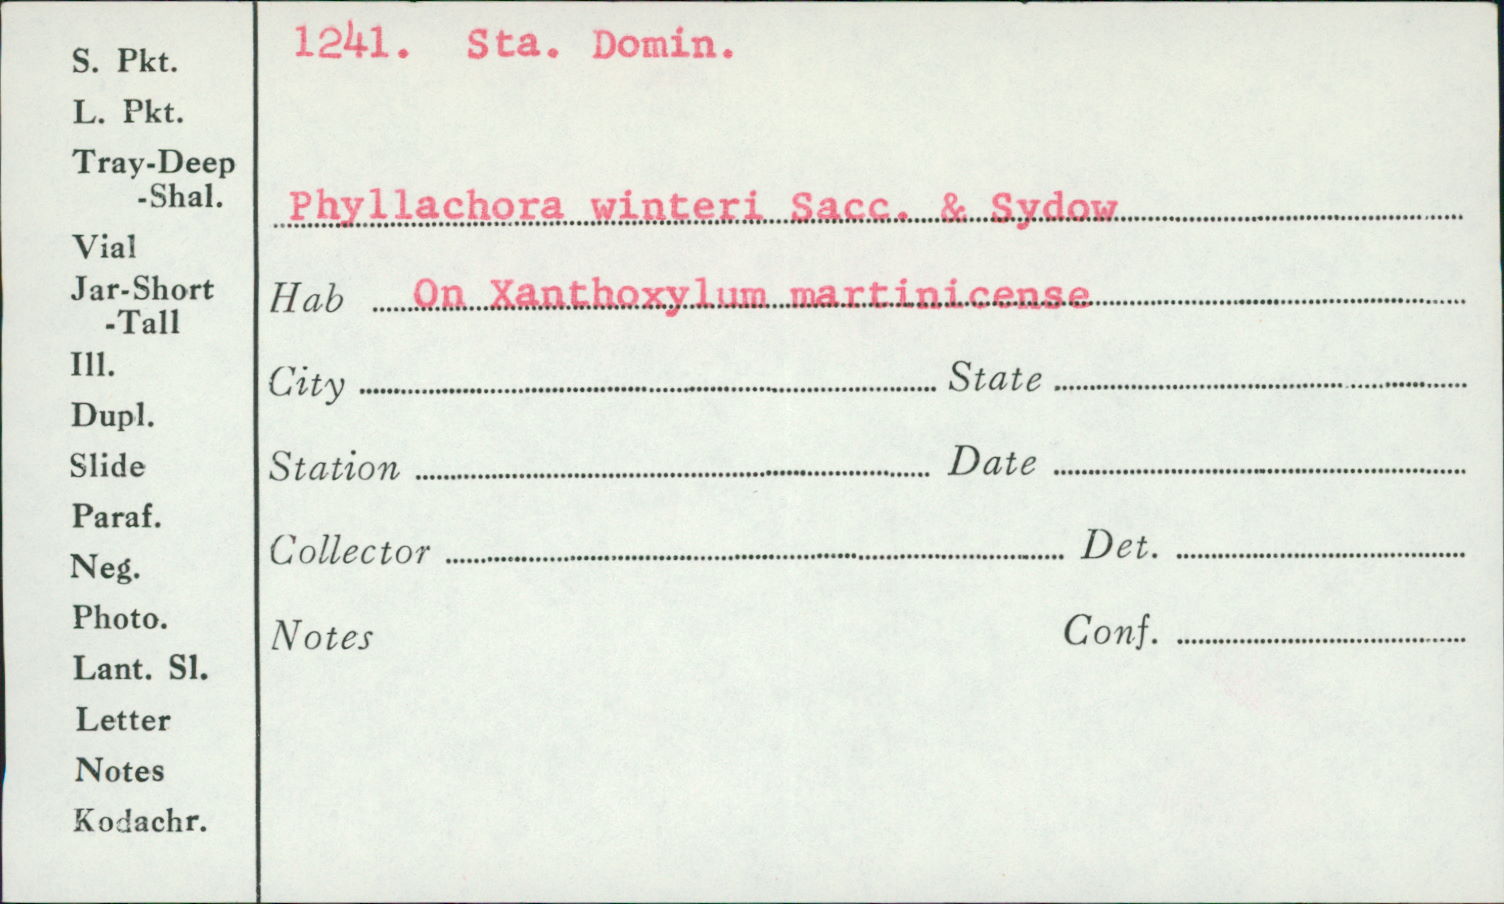 1241. Sta. Domin.
Phyllachora winteri Sacc. & Sydow
Hab On Xanthoxylum martinicense
City State
Station Date
Collector Det.
Notes Conf.
S. Pkt.
L. Pkt.
Tray-Deep
-Shal.
Vial
Jar-Short
-Tall
Ill.
Dupl.
Slide
Paraf.
Neg.
Photo.
Lant. Sl.
Letter
Notes
Kodachr.